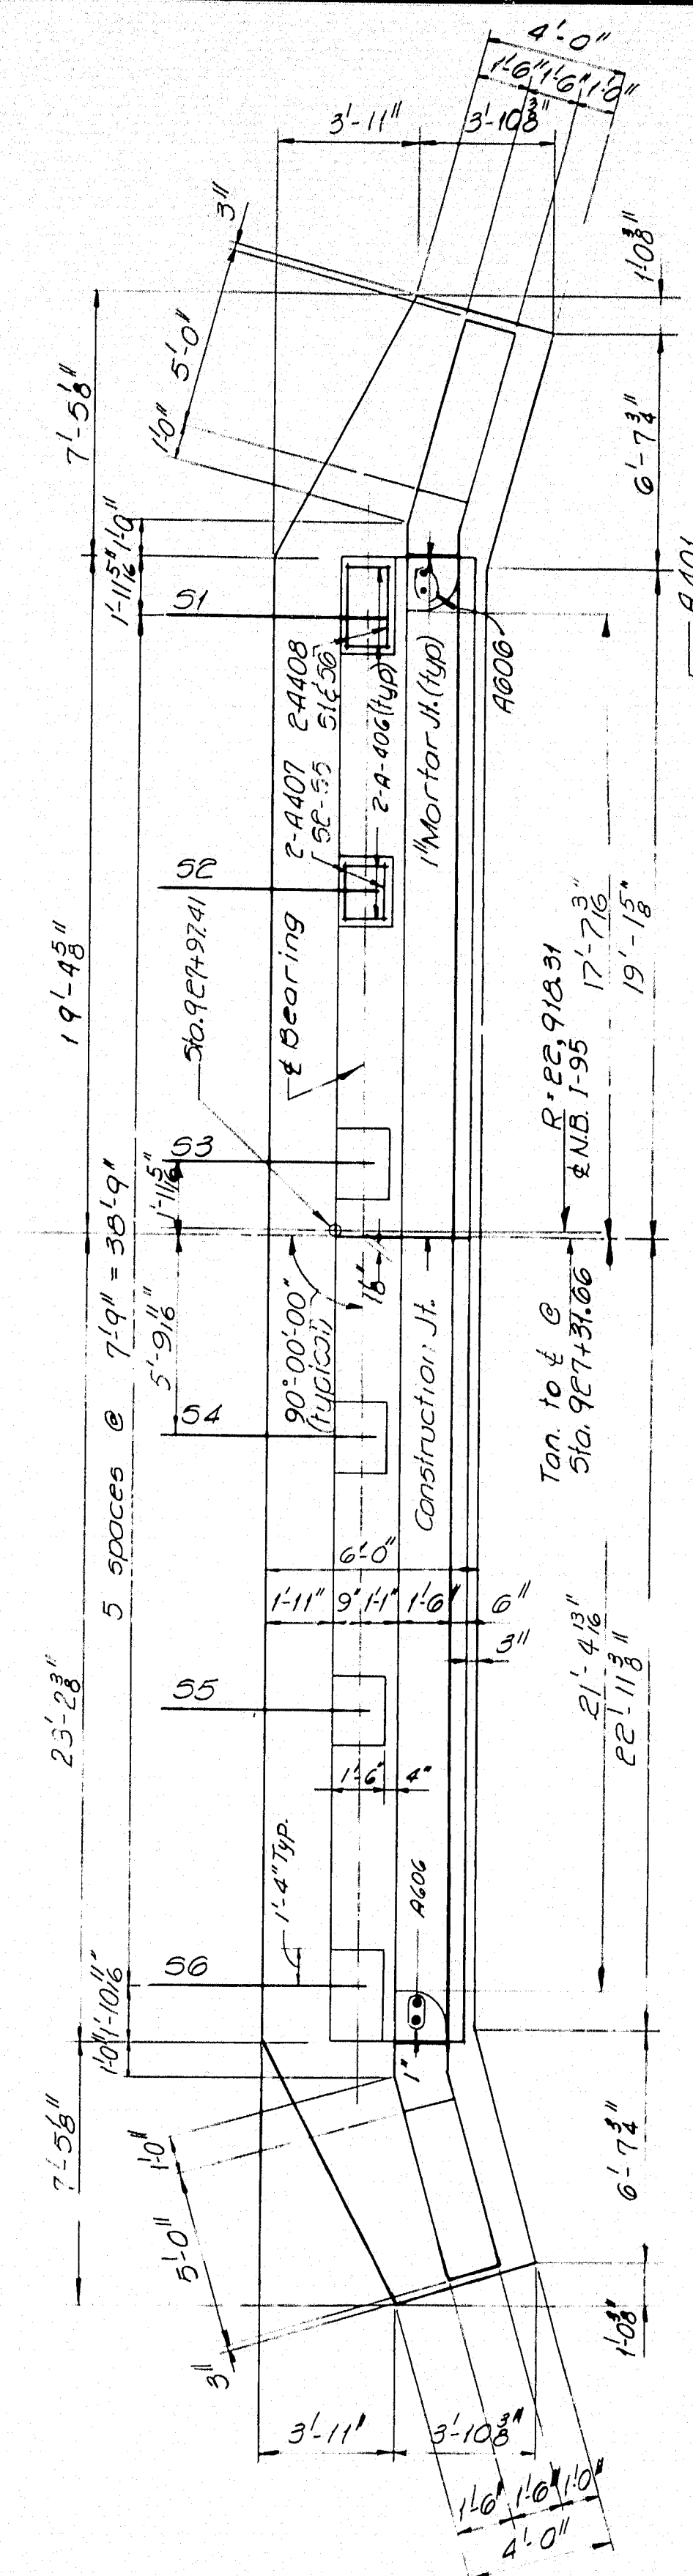 4'-0"
1'-6"
1'-6"
1'-0"
3'-11"
3'-10 3/8"
3"
5'-0"
1'-0"
1'-0 3/8"
7'-5 1/8"
6'-7 3/4"
A401
1'-11 5/16"
1'-0"
S1
2-A407
S2-S5
2-A408
S1¢S6
2-A-406(typ)
1"Mortar Jt.(typ)
A606
S2
19'-4 5/8"
Sta.927+97.41
℄ Bearing
R=22,918.31
℄ N.B. I-95
17'-7 3/16"
19'-1 5/8"
S3
1'-11 5/16"
5 spaces @ 7'-9" = 38'-9"
5'-9 11/16"
90°-00'-00"
(typical)
Construction Jt.
Tan. to ℄ @
Sta. 927+31.66
S4
6'-0"
1'-11"
9"
1'-1"
1'-6"
6"
3"
23'-2 3/8"
S5
1'-6"
4"
21'-4 13/16"
22'-11 3/8"
1'-4" Typ.
A606
S6
1'-0"
1'-10 11/16"
1"
7'-5 1/8"
1'-0"
5'-0"
3"
6'-7 3/4"
1'-0 3/8"
3'-11"
3'-10 3/8"
1'-6"
1'-6"
1'-0"
4'-0"